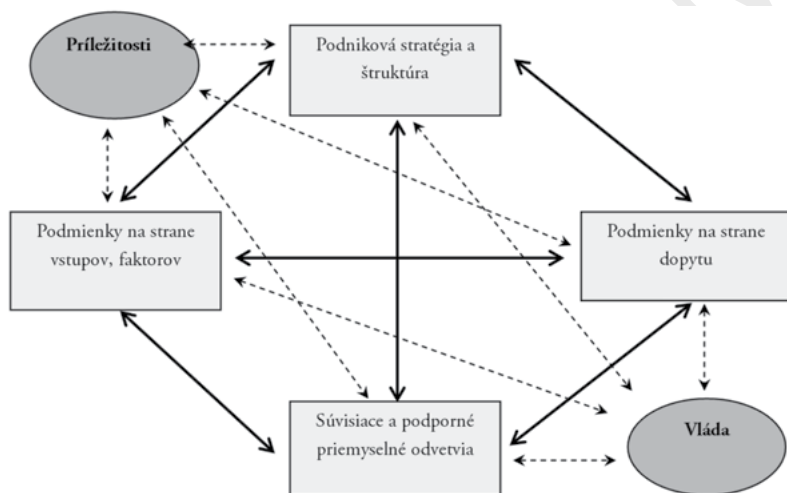 Príležitosti
Podniková stratégia a
štruktúra
Podmienky na strane
vstupov, faktorov
Podmienky na strane
dopytu
Súvisiace a podporné
priemyselné odvetvia
Vláda